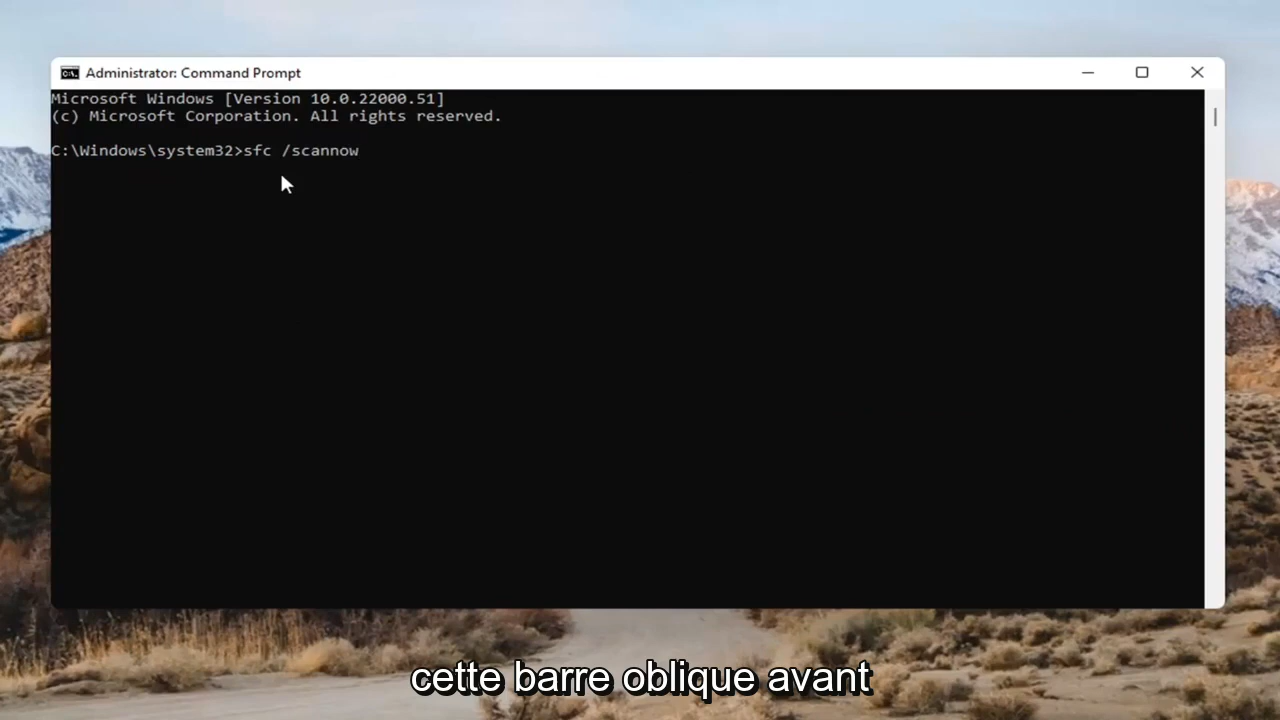 Administrator: Command Prompt
Microsoft Windows [Version 10.0.22000.51]
(c) Microsoft Corporation. All rights reserved.
C:\Windows\system32>sfc /scannow
cette barre oblique avant